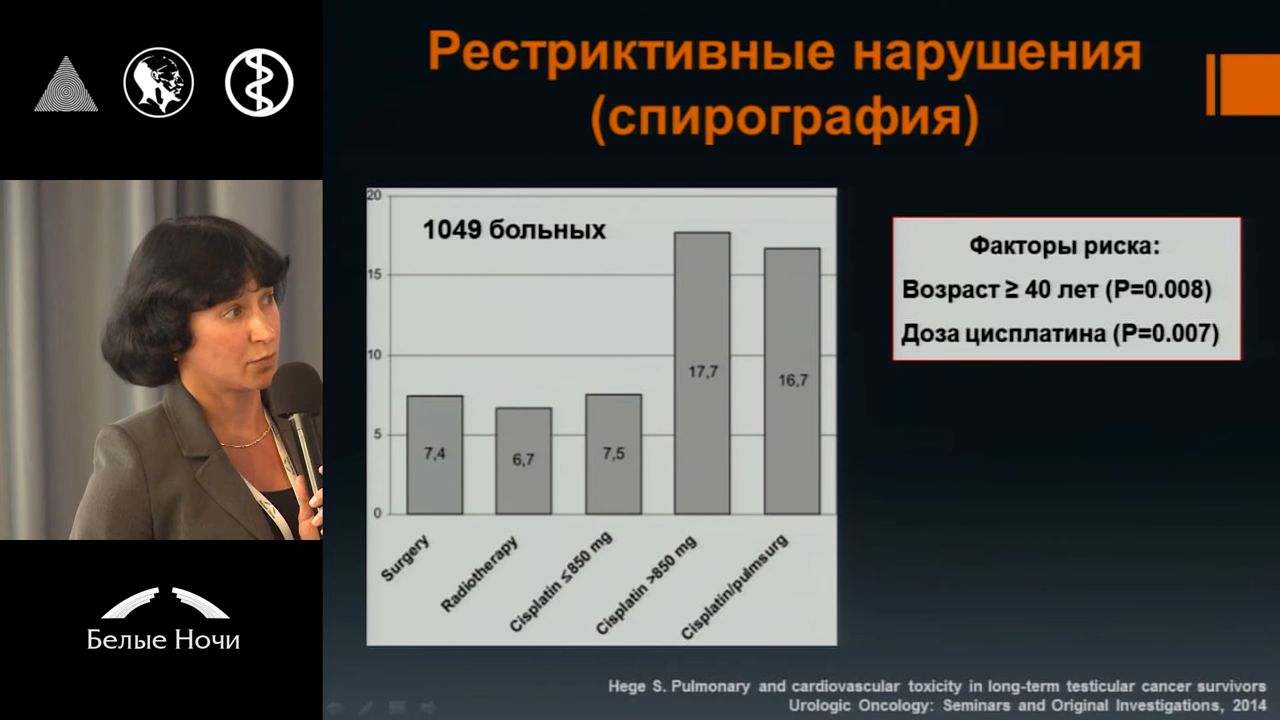 Рестриктивные нарушения
(спирография)
20
15
10
5
0
1049 больных
7,4
6,7
7,5
17,7
16,7
Surgery
Radiotherapy
Cisplatin ≤850 mg
Cisplatin >850 mg
Cisplatin/pulmsurg
Факторы риска:
Возраст ≥ 40 лет (P=0.008)
Доза цисплатина (P=0.007)
Белые Ночи
Hege S. Pulmonary and cardiovascular toxicity in long-term testicular cancer survivors
Urologic Oncology: Seminars and Original Investigations, 2014